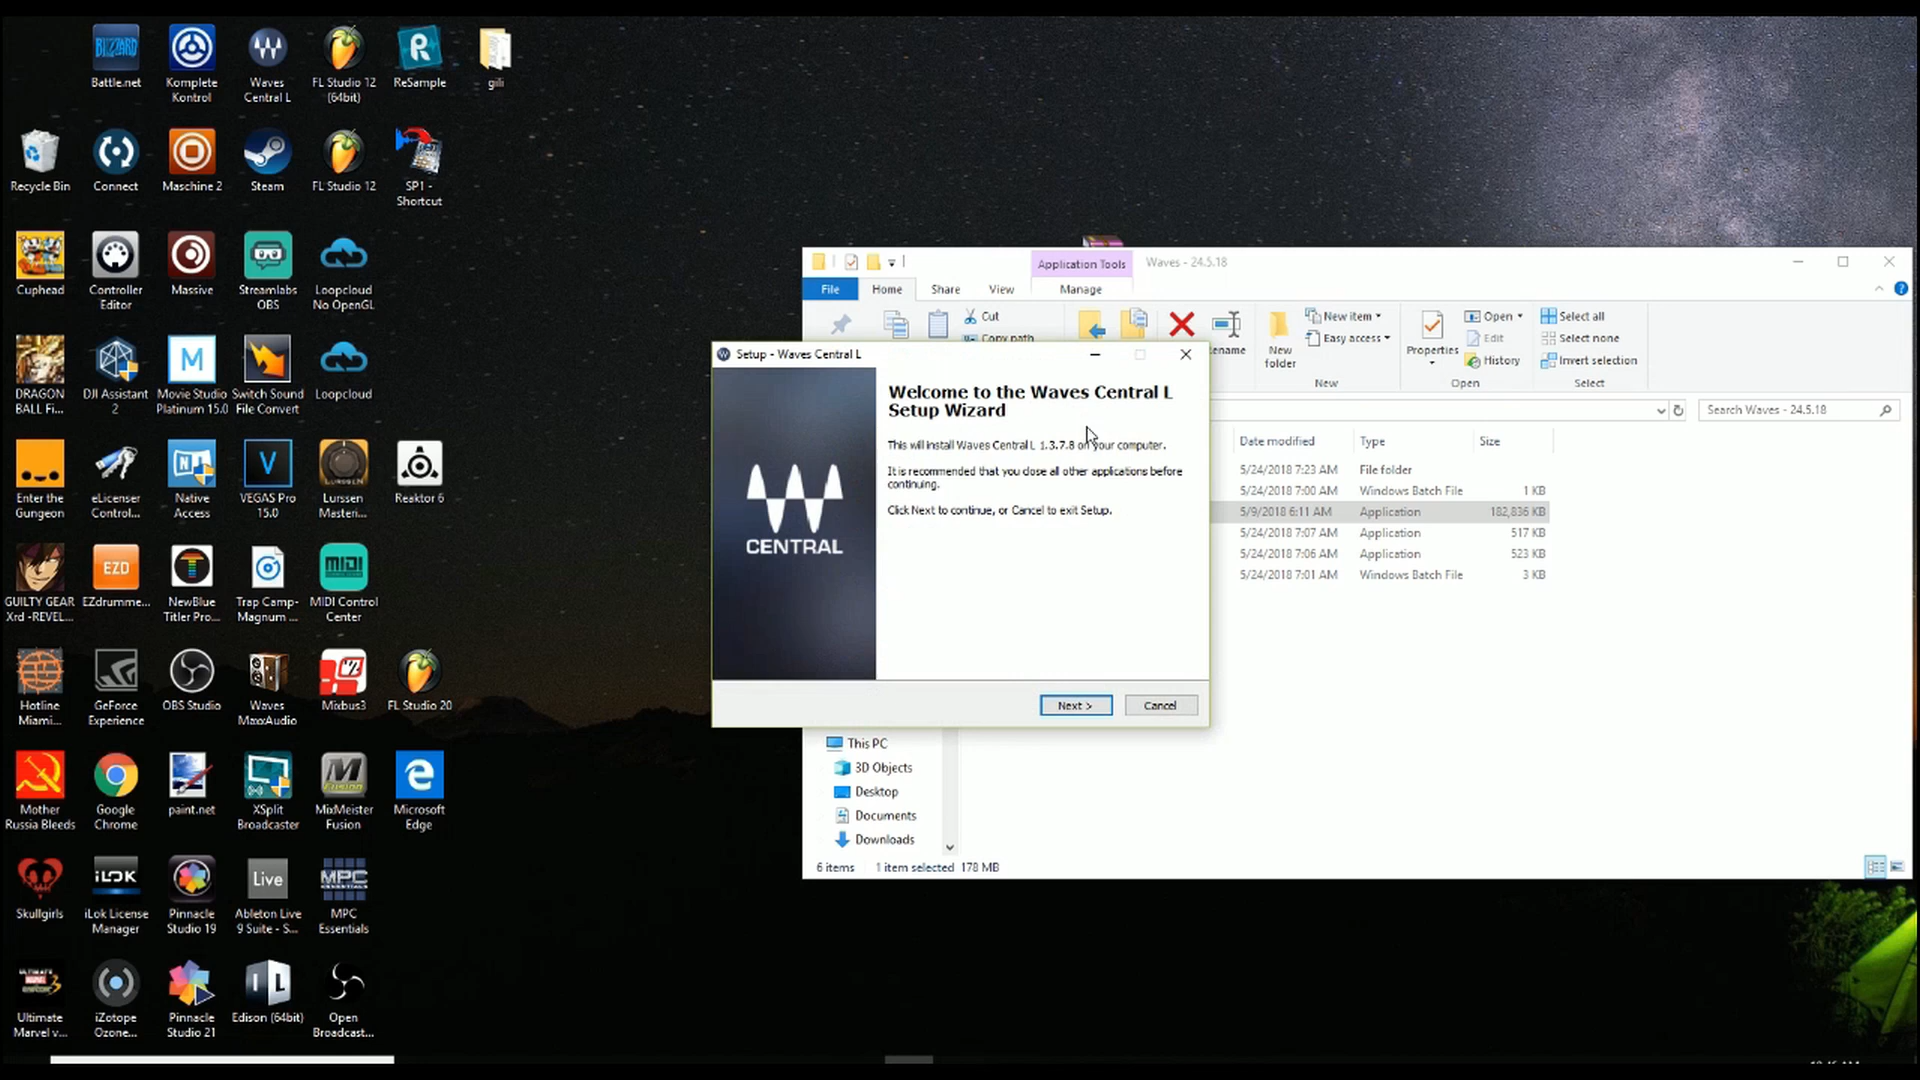 BLIZZARD
Battle.net
Komplete
Kontrol
Waves
Central L
FL Studio 12
(64bit)
ReSample
gili
Recycle Bin
Connect
Maschine 2
Steam
FL Studio 12
SP1 -
Shortcut
Cuphead
Controller
Editor
Massive
Streamlabs
OBS
Loopcloud
No OpenGL
DRAGON
BALL Fi...
DJI Assistant
2
Movie Studio
Platinum 15.0
Switch Sound
File Convert
Loopcloud
Enter the
Gungeon
eLicenser
Control...
Native
Access
VEGAS Pro
15.0
Lurssen
Masteri...
Reaktor 6
GUILTY GEAR
Xrd -REVEL...
EZD
EZdrumme...
NewBlue
Titler Pro...
Trap Camp-
Magnum ...
MIDI
MIDI Control
Center
Hotline
Miami...
GeForce
Experience
OBS Studio
Waves
MaxxAudio
Mixbus3
FL Studio 20
Mother
Russia Bleeds
Google
Chrome
paint.net
XSplit
Broadcaster
MixMeister
Fusion
Microsoft
Edge
Skullgirls
iLOK
iLok License
Manager
Pinnacle
Studio 19
Live
Ableton Live
9 Suite - S...
MPC
MPC
Essentials
Ultimate
Marvel v...
iZotope
Ozone...
Pinnacle
Studio 21
Edison (64bit)
Open
Broadcast...
Application Tools
Waves - 24.5.18
File
Home
Share
View
Manage
Cut
Copy path
New
folder
New item
Easy access
New
Properties
Open
Edit
History
Open
Select all
Select none
Invert selection
Select
Search Waves - 24.5.18
Date modified
Type
Size
5/24/2018 7:23 AM
File folder
5/24/2018 7:00 AM
Windows Batch File
1 KB
5/9/2018 6:11 AM
Application
182,836 KB
5/24/2018 7:07 AM
Application
517 KB
5/24/2018 7:06 AM
Application
523 KB
5/24/2018 7:01 AM
Windows Batch File
3 KB
Setup - Waves Central L
CENTRAL
Welcome to the Waves Central L
Setup Wizard
This will install Waves Central L 1.3.7.8 on your computer.
It is recommended that you close all other applications before
continuing.
Click Next to continue, or Cancel to exit Setup.
Next >
Cancel
This PC
3D Objects
Desktop
Documents
Downloads
6 items
1 item selected 178 MB